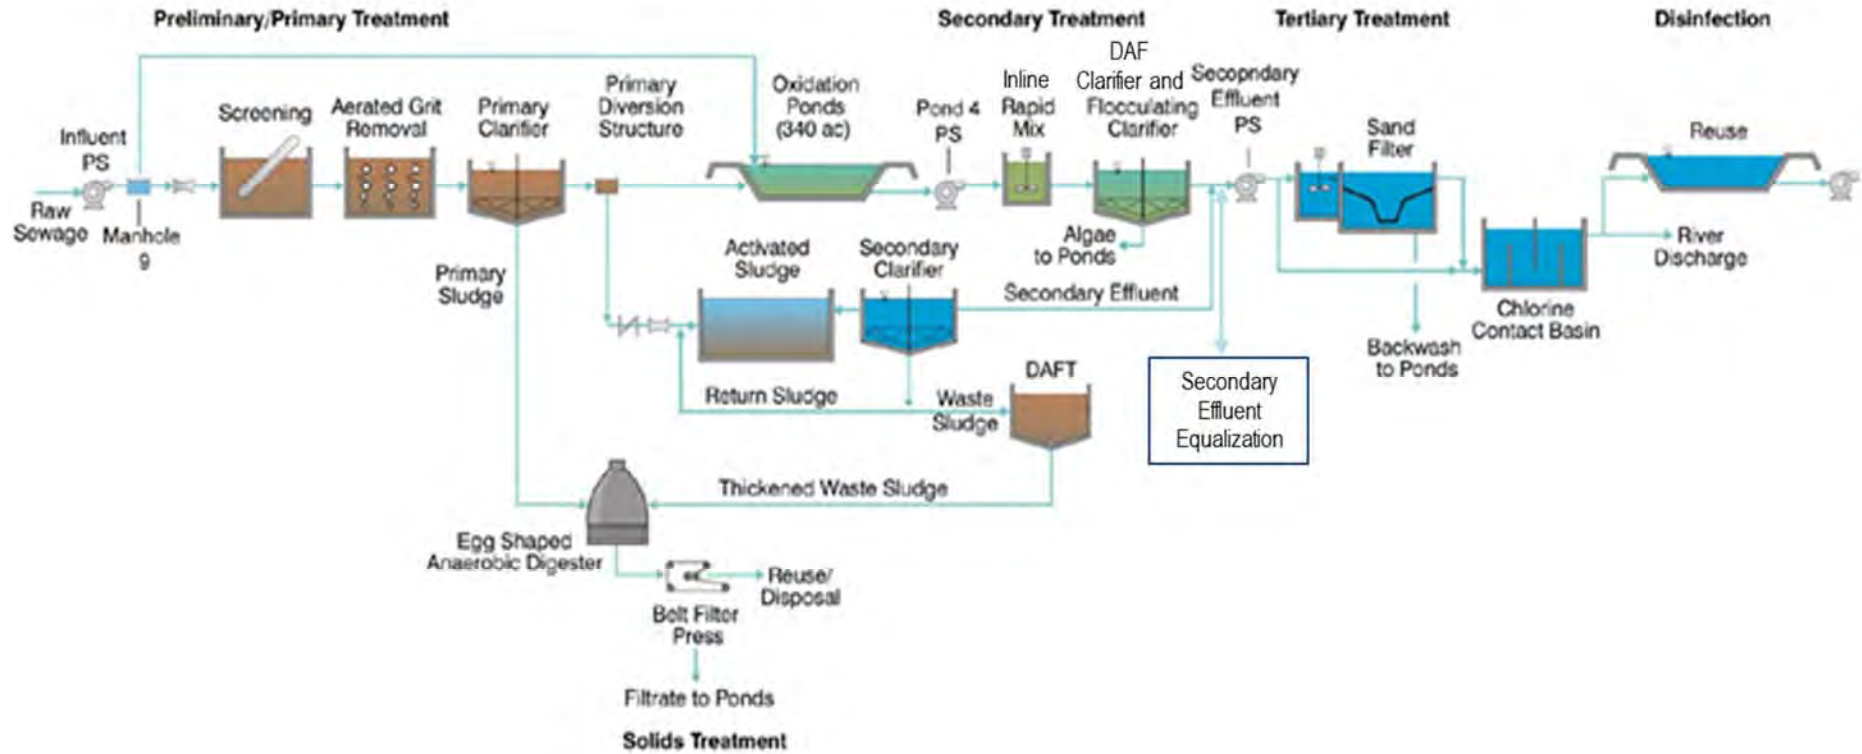 Preliminary/Primary Treatment
Secondary Treatment
Tertiary Treatment
Disinfection
Influent
PS
Raw
Sewage
Manhole
9
Screening
Aerated Grit
Removal
Primary
Clarifier
Primary
Diversion
Structure
Oxidation
Ponds
(340 ac)
Pond 4
PS
Inline
Rapid
Mix
DAF
Clarifier and
Flocculating
Clarifier
Secopndary
Effluent
PS
Sand
Filter
Reuse
Algae
to Ponds
River
Discharge
Chlorine
Contact Basin
Backwash
to Ponds
Primary
Sludge
Activated
Sludge
Secondary
Clarifier
Secondary Effluent
Secondary
Effluent
Equalization
Return Sludge
Waste
Sludge
DAFT
Thickened Waste Sludge
Egg Shaped
Anaerobic Digester
Reuse/
Disposal
Belt Filter
Press
Filtrate to Ponds
Solids Treatment